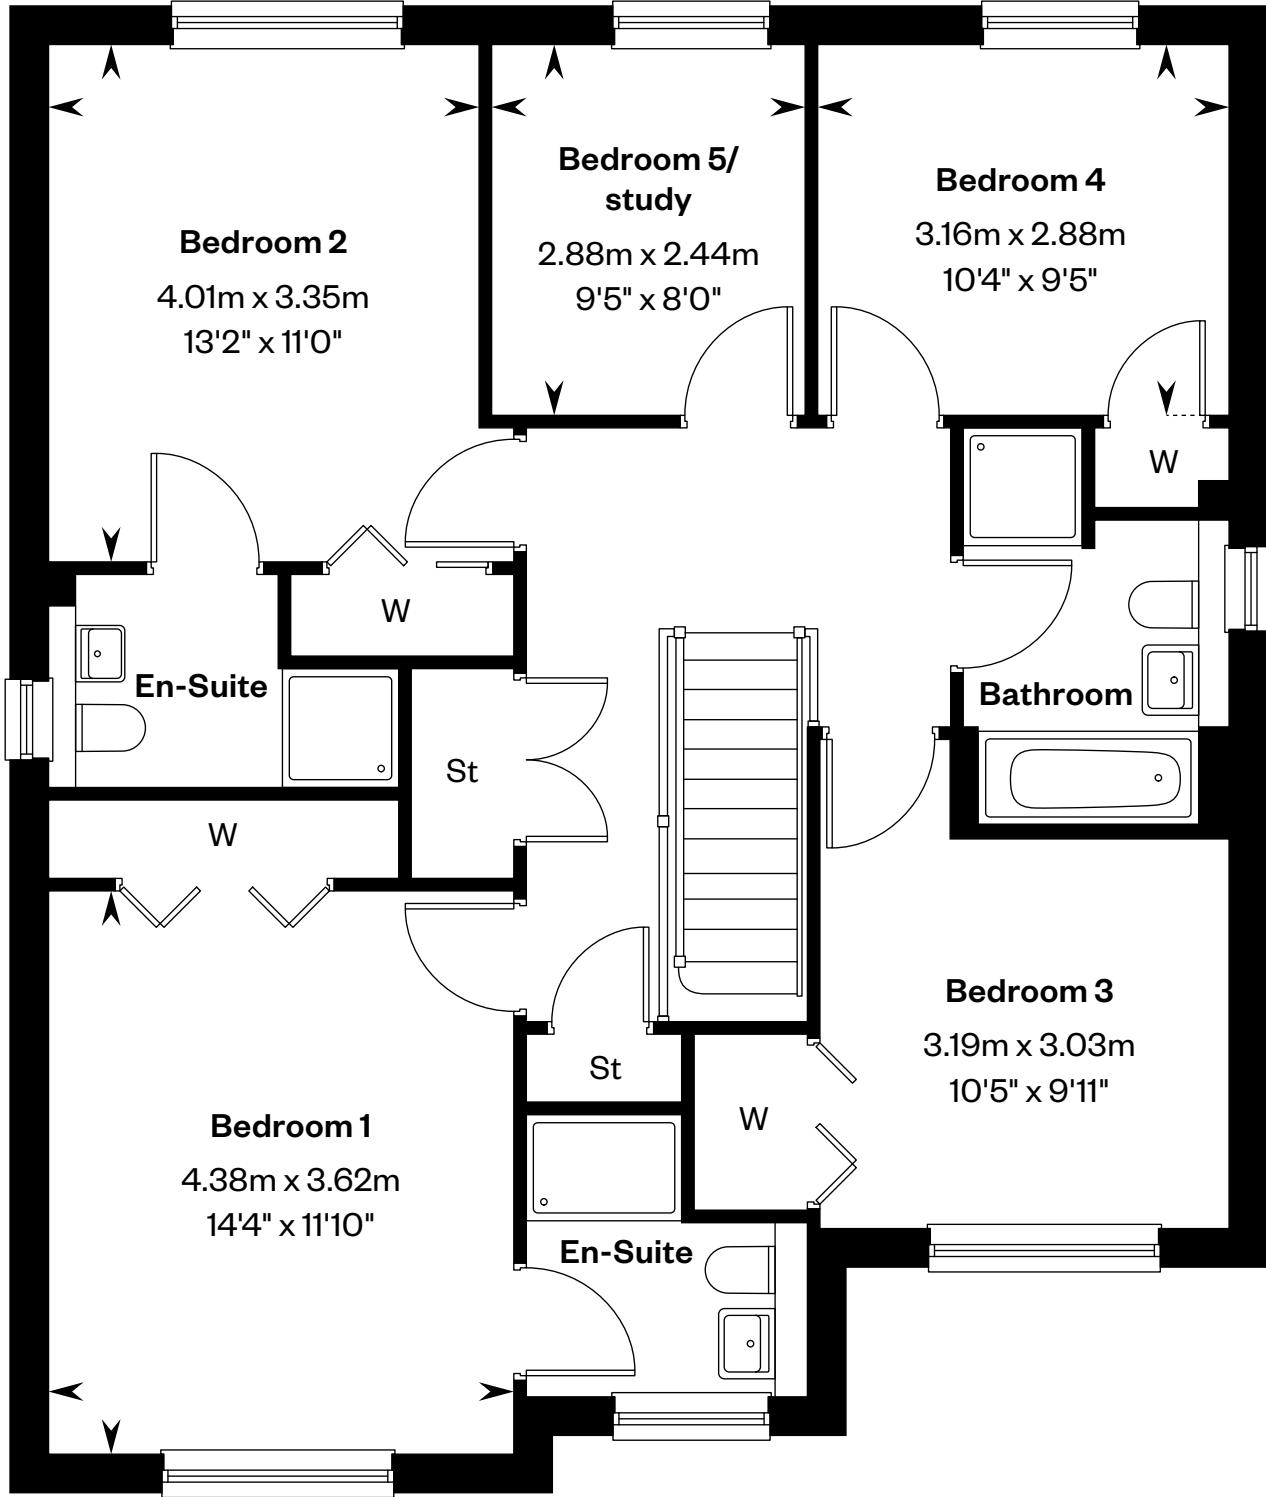 Bedroom 2
4.01m x 3.35m
13'2" x 11'0"
Bedroom 5/
study
2.88m x 2.44m
9'5" x 8'0"
Bedroom 4
3.16m x 2.88m
10'4" x 9'5"
W
W
En-Suite
Bathroom
St
W
Bedroom 3
3.19m x 3.03m
10'5" x 9'11"
St
W
Bedroom 1
4.38m x 3.62m
14'4" x 11'10"
En-Suite